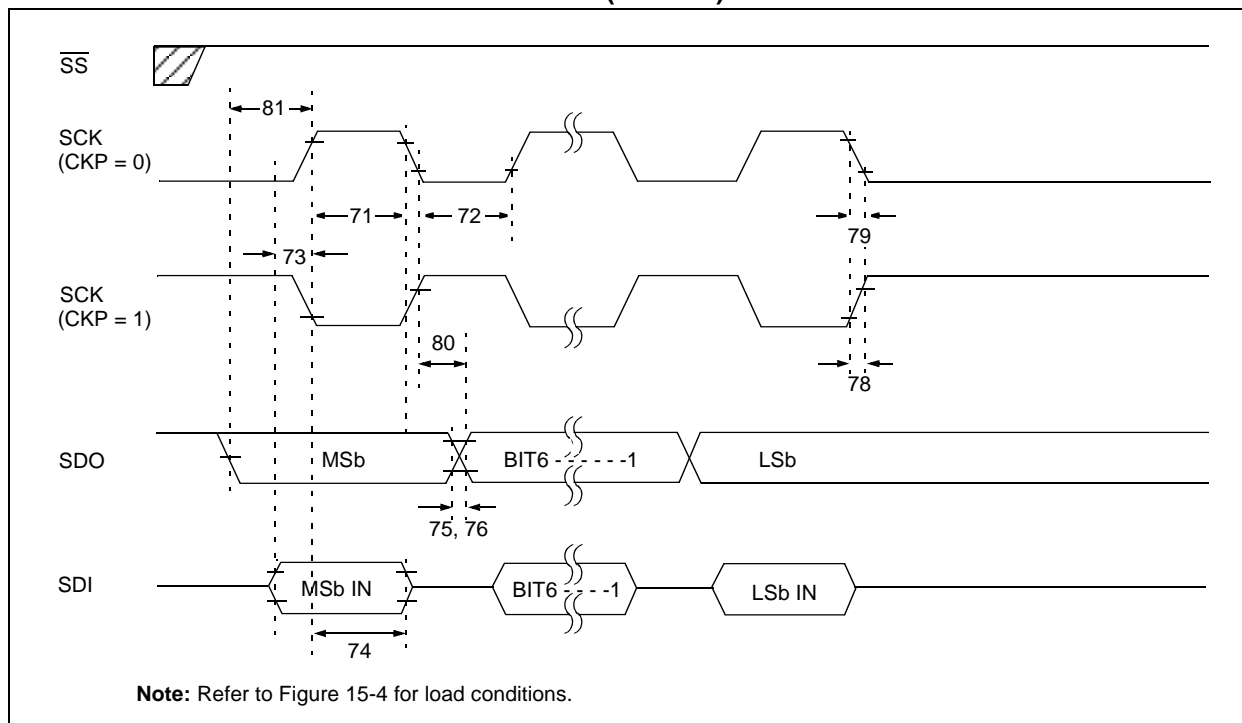 SS
81
SCK
(CKP = 0)
71
72
79
73
SCK
(CKP = 1)
80
78
SDO
MSb
BIT6 - - - - - -1
LSb
75, 76
SDI
MSb IN
BIT6 - - - -1
LSb IN
74
Note: Refer to Figure 15-4 for load conditions.